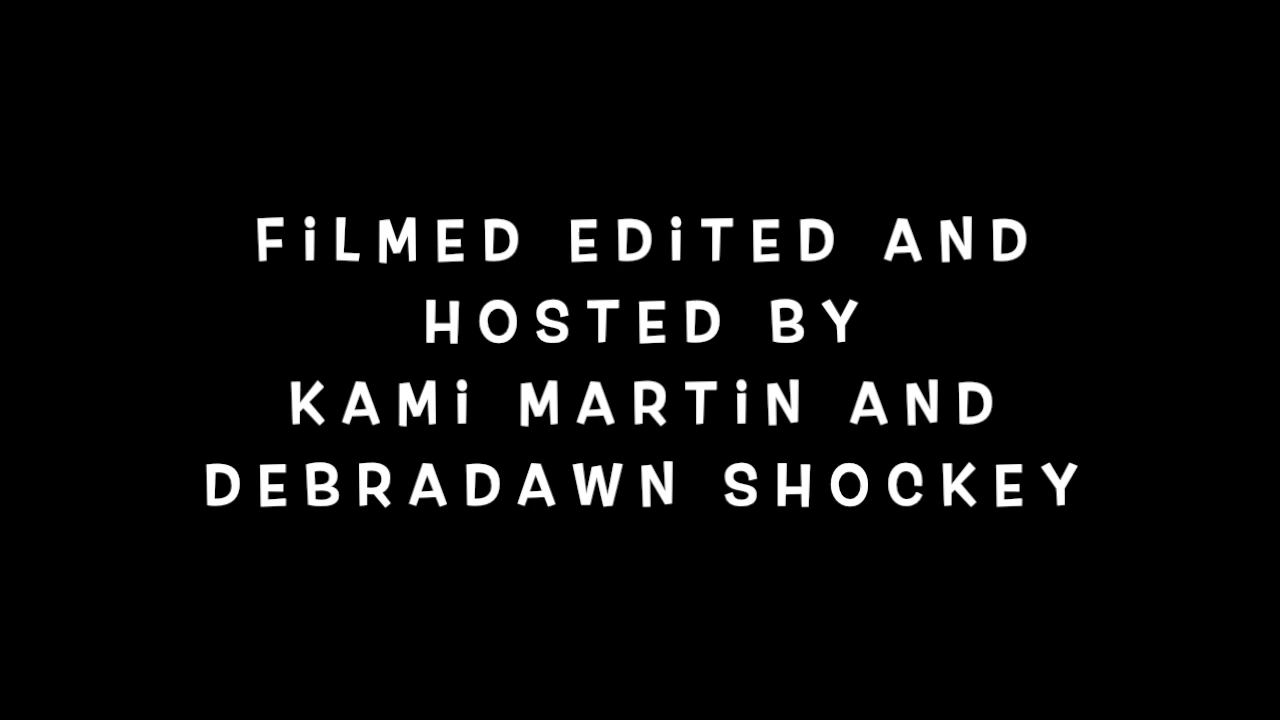 FiLMED EDiTED AND
HOSTED BY
KAMi MARTiN AND
DEBRADAWN SHOCKEY